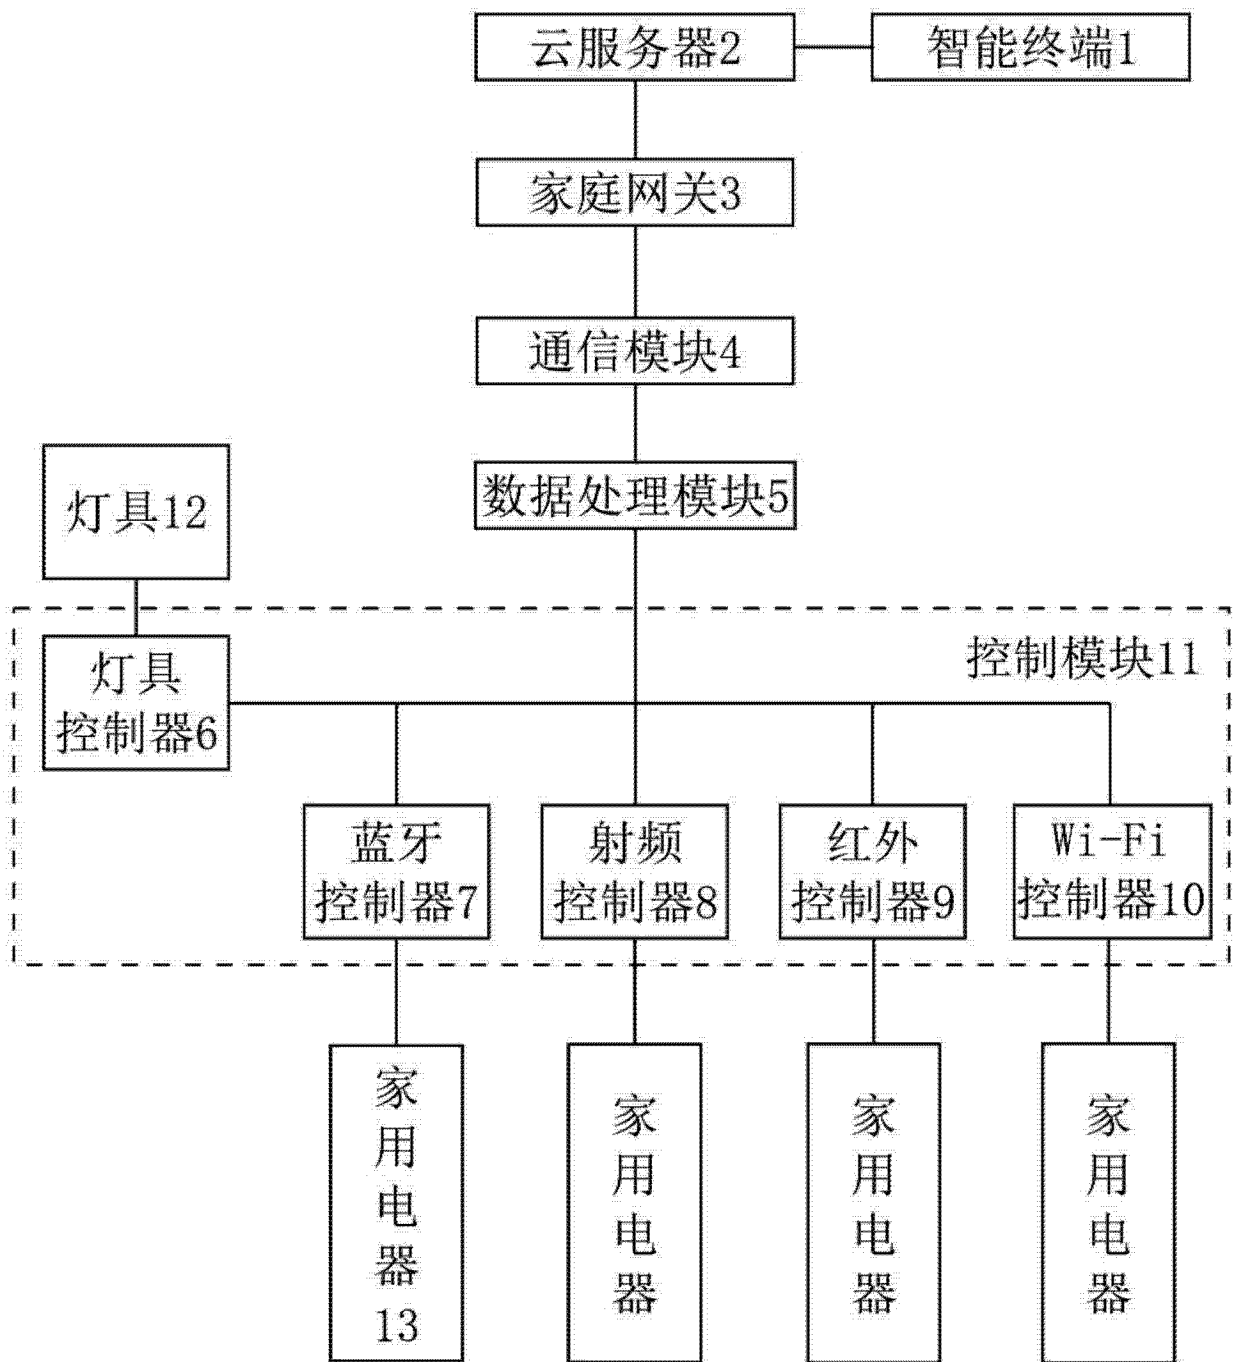 云服务器2
智能终端1
家庭网关3
通信模块4
数据处理模块5
灯具12
控制模块11
灯具
控制器6
蓝牙
控制器7
射频
控制器8
红外
控制器9
Wi-Fi
控制器10
家用电器13
家用电器
家用电器
家用电器